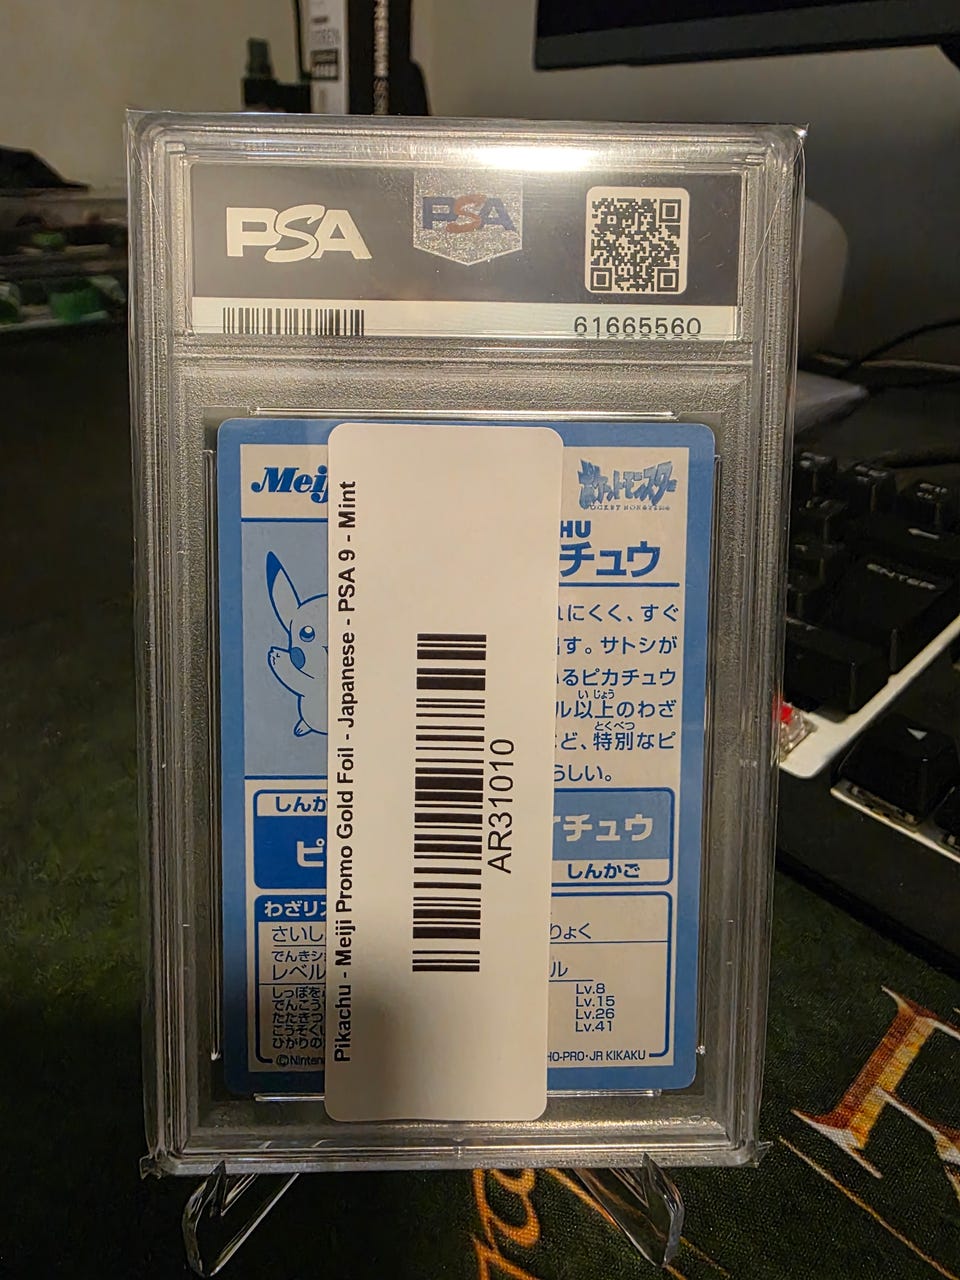 PSA
PSA
61665560
Meij
ポケットモンスター
POCKET MONSTERS
HU
チュウ
にくく、すぐ
す。サトシが
るピカチュウ
いじょう
ル以上のわざ
とくべつ
ど、特別なピ
らしい。
しんか
ピ
イチュウ
しんかご
わざリス
さいし
りょく
でんきシ
レベル
ル
しっぽを
でんこう
たたきつ
こうそくい
ひかりの
Lv.8
Lv.15
Lv.26
Lv.41
©Ninten
HO-PRO・JR KIKAKU
Pikachu - Meiji Promo Gold Foil - Japanese - PSA 9 - Mint
AR31010
ENTER